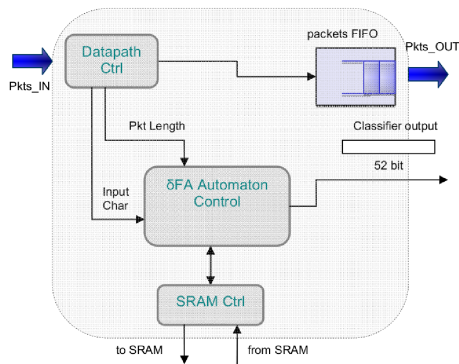 packets FIFO
Pkts_OUT
Datapath
Ctrl
Pkts_IN
Classifier output
Pkt Length
52 bit
δFA Automaton
Control
Input
Char
SRAM Ctrl
to SRAM
from SRAM